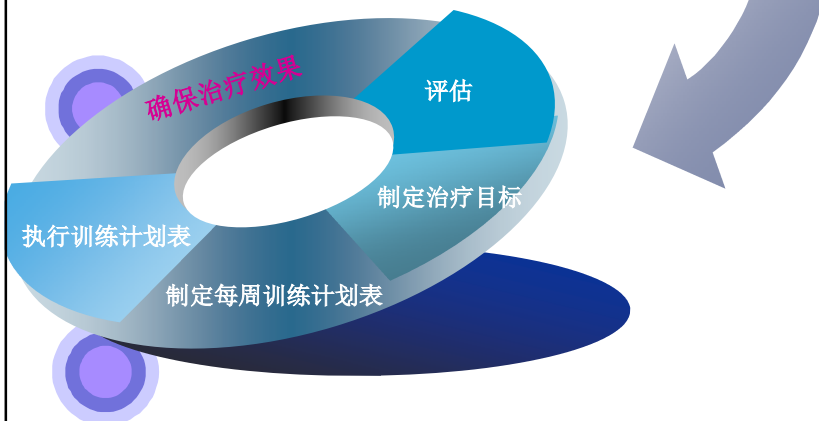 确保治疗效果
评估
制定治疗目标
执行训练计划表
制定每周训练计划表